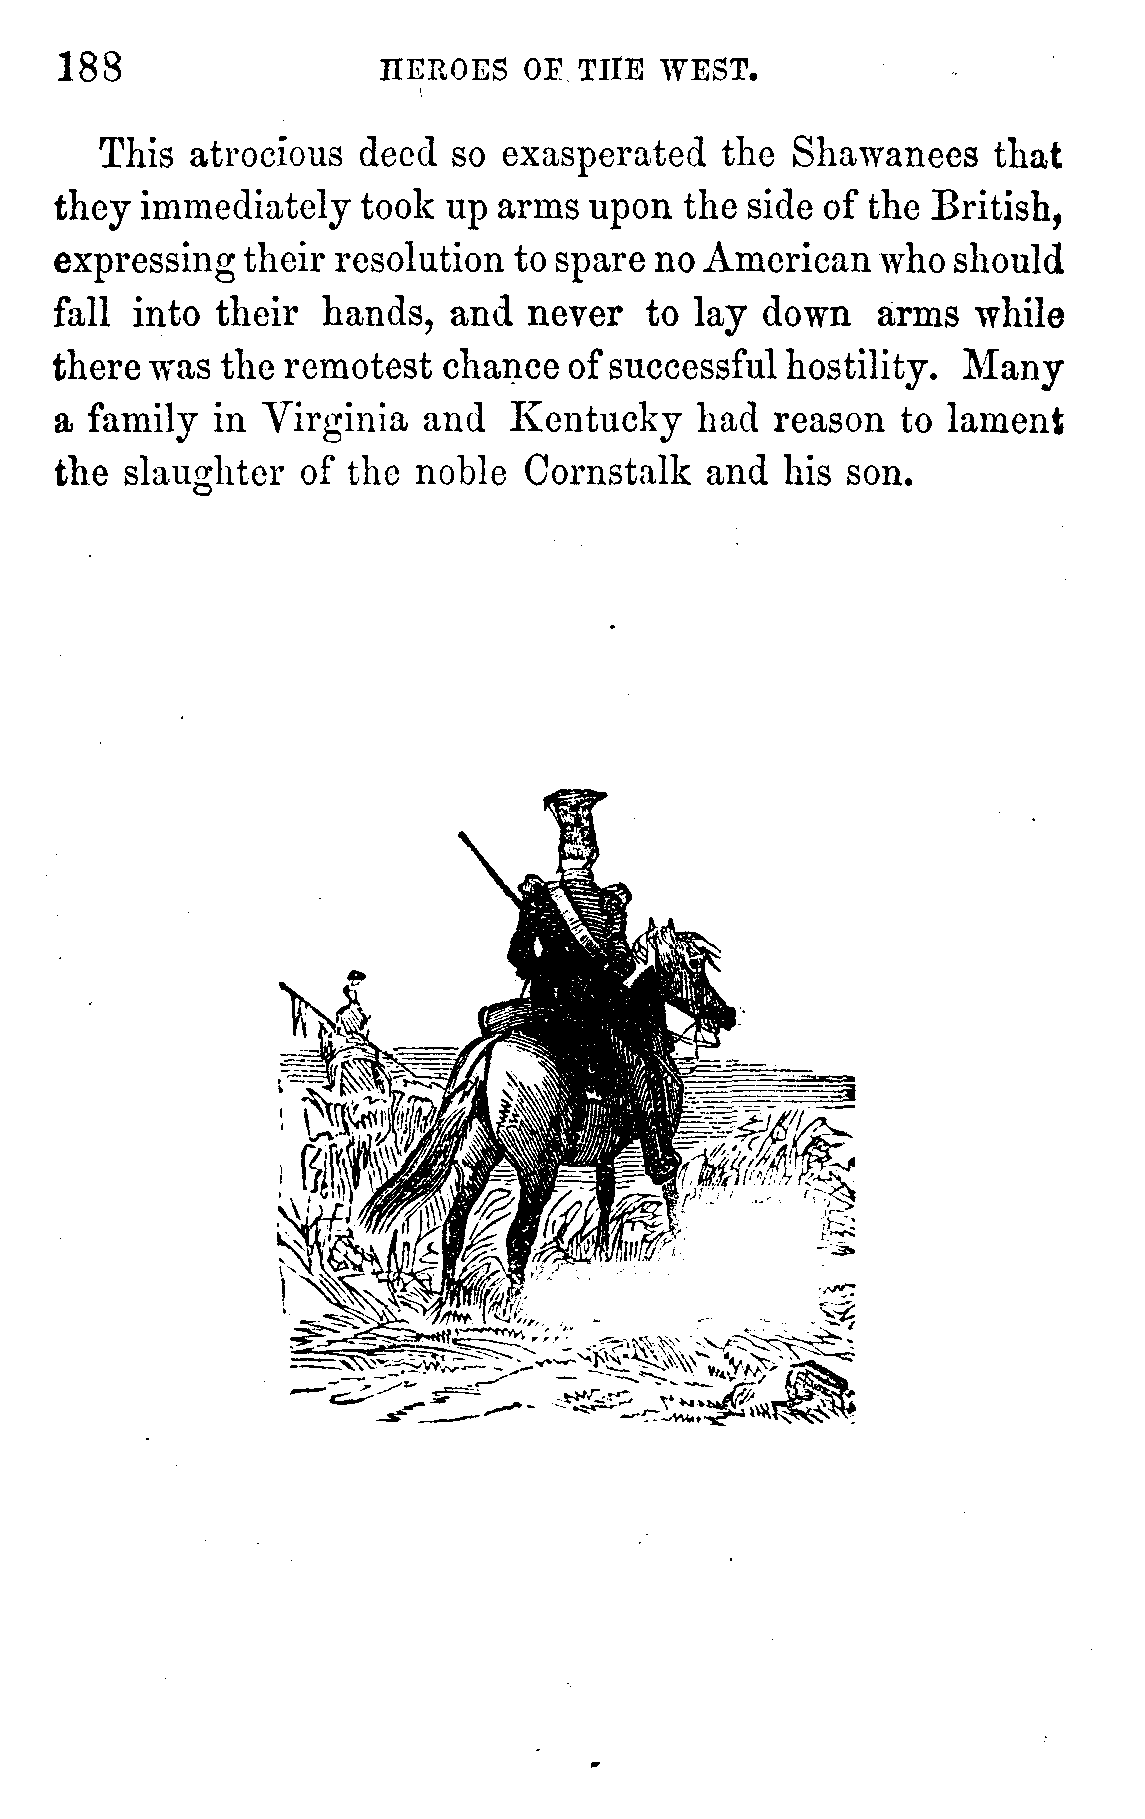 188 HEROES OF THE WEST.
This atrocious deed so exasperated the Shawanees that
they immediately took up arms upon the side of the British,
expressing their resolution to spare no American who should
fall into their hands, and never to lay down arms while
there was the remotest chance of successful hostility. Many
a family in Virginia and Kentucky had reason to lament
the slaughter of the noble Cornstalk and his son.